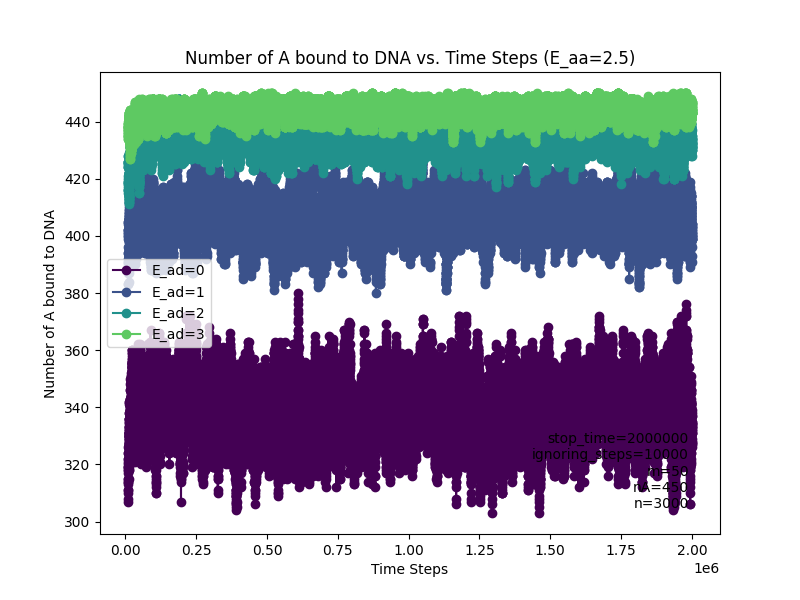 Number of A bound to DNA vs. Time Steps (E_aa=2.5)
Number of A bound to DNA
440
420
400
380
360
340
320
300
E_ad=0
E_ad=1
E_ad=2
E_ad=3
stop_time=2000000
ignoring_steps=10000
nA=450
n=3000
0.00
0.25
0.50
0.75
1.00
1.25
1.50
1.75
2.00
1e6
Time Steps